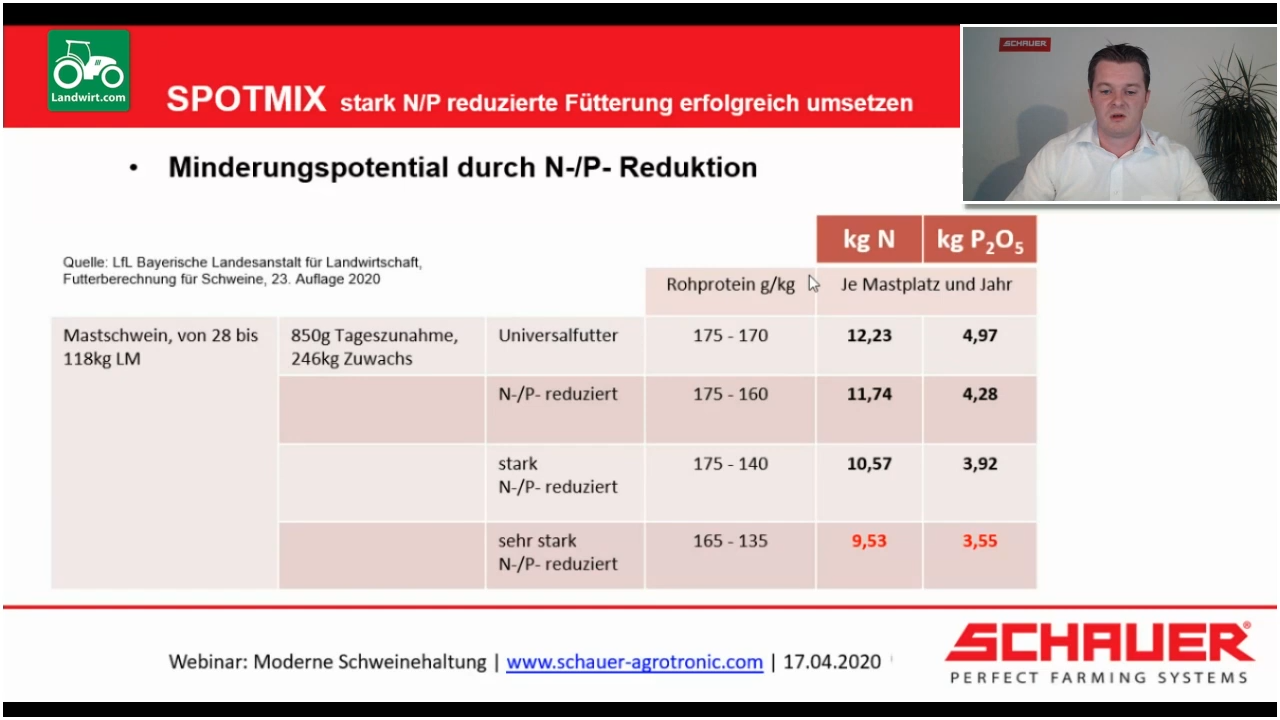 Landwirt.com
SPOTMIX stark N/P reduzierte Fütterung erfolgreich umsetzen
SCHAUER
• Minderungspotential durch N-/P- Reduktion
Quelle: LfL Bayerische Landesanstalt für Landwirtschaft,
Futterberechnung für Schweine, 23. Auflage 2020
kg N kg P₂O₅
Rohprotein g/kg Je Mastplatz und Jahr
Mastschwein, von 28 bis
118kg LM
850g Tageszunahme,
246kg Zuwachs
Universalfutter 175 - 170 12,23 4,97
N-/P- reduziert 175 - 160 11,74 4,28
stark
N-/P- reduziert
175 - 140 10,57 3,92
sehr stark
N-/P- reduziert
165 - 135 9,53 3,55
Webinar: Moderne Schweinehaltung | www.schauer-agrotronic.com | 17.04.2020
SCHAUER®
PERFECT FARMING SYSTEMS